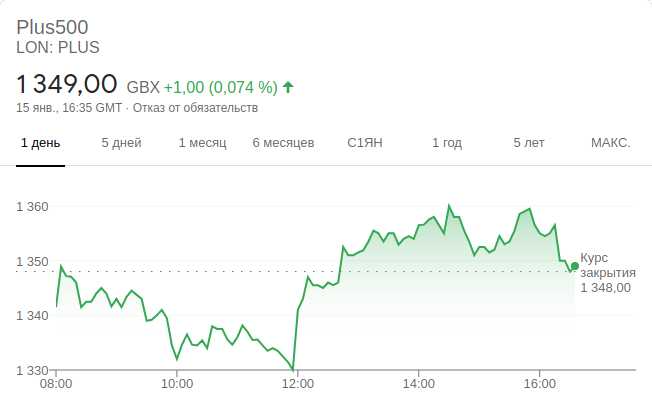 Plus500
LON: PLUS
1 349,00 GBX +1,00 (0,074 %)
15 янв., 16:35 GMT · Отказ от обязательств
1 день 5 дней 1 месяц 6 месяцев С1ЯН 1 год 5 лет МАКС.
1 360
1 350
Курс
закрытия
1 348,00
1 340
1 330
08:00 10:00 12:00 14:00 16:00